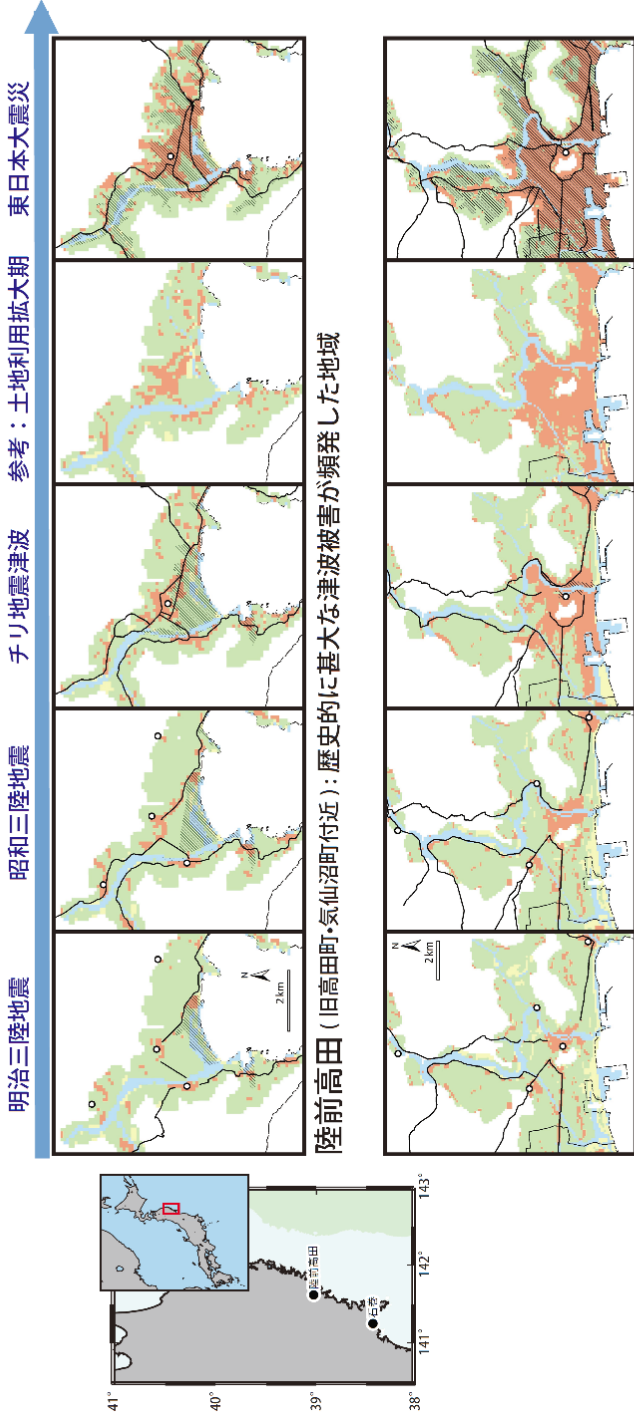 明治三陸地震
昭和三陸地震
チリ地震津波
参考：土地利用拡大期
東日本大震災
N
2km
陸前高田（旧高田町・気仙沼町付近）：歴史的に甚大な津波被害が頻発した地域
N
2km
41°
40°
39°
38°
陸前高田
石巻
141°
142°
143°